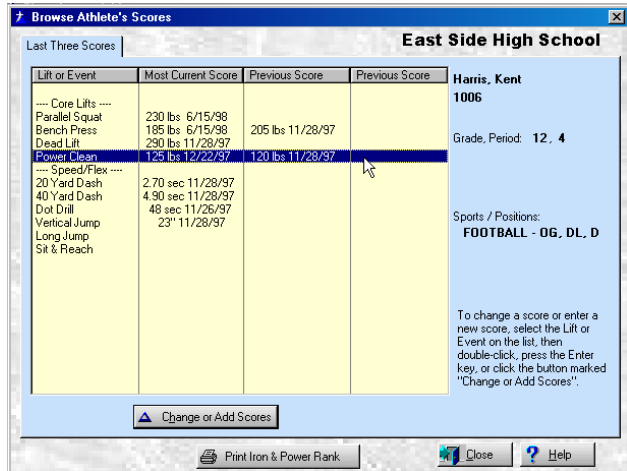 Browse Athlete's Scores
Last Three Scores
East Side High School
Lift or Event Most Current Score Previous Score Previous Score
---- Core Lifts ----
Parallel Squat 230 lbs 6/15/98
Bench Press 185 lbs 6/15/98 205 lbs 11/28/97
Dead Lift 290 lbs 11/28/97
Power Clean 125 lbs 12/22/97 120 lbs 11/28/97
---- Speed/Flex ----
20 Yard Dash 2.70 sec 11/28/97
40 Yard Dash 4.90 sec 11/28/97
Dot Drill 48 sec 11/26/97
Vertical Jump 23" 11/28/97
Long Jump
Sit & Reach
Harris, Kent
1006
Grade, Period: 12, 4
Sports / Positions:
FOOTBALL - OG, DL, D
To change a score or enter a
new score, select the Lift or
Event on the list, then
double-click, press the Enter
key, or click the button marked
"Change or Add Scores".
Change or Add Scores
Print Iron & Power Rank
Close
? Help